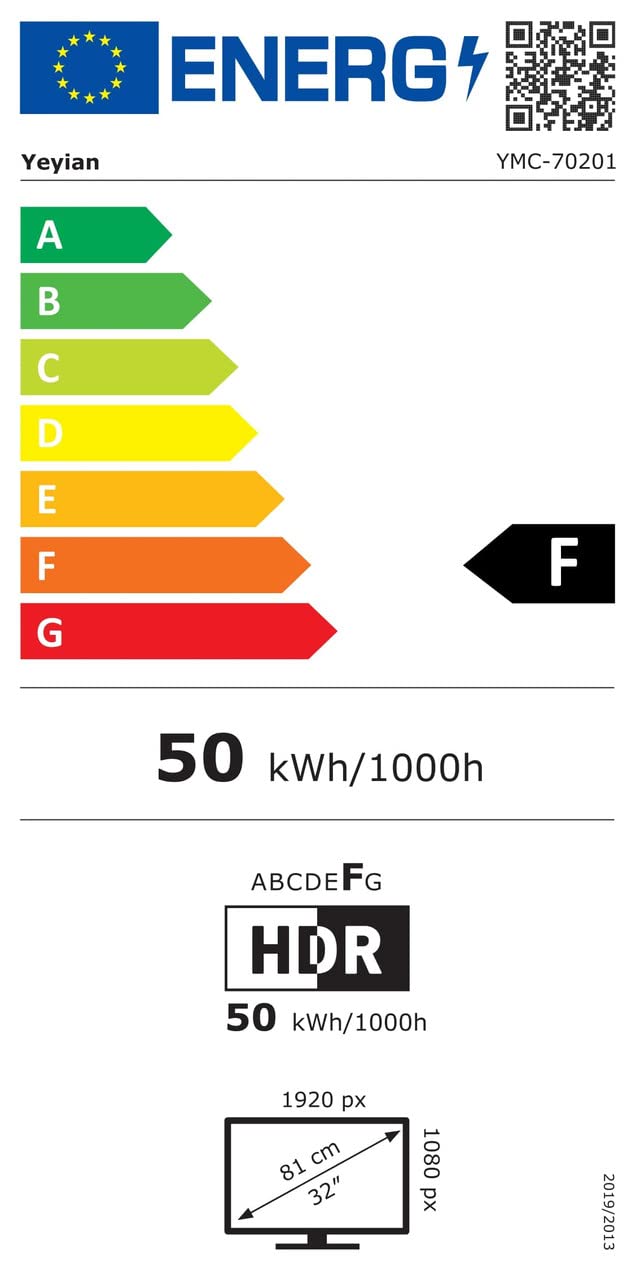 ENERG
Yeyian
YMC-70201
A
B
C
D
E
F
F
G
50 kWh/1000h
ABCDEFG
HDR
50 kWh/1000h
1920 px
1080 px
81 cm
32″
2019/2013